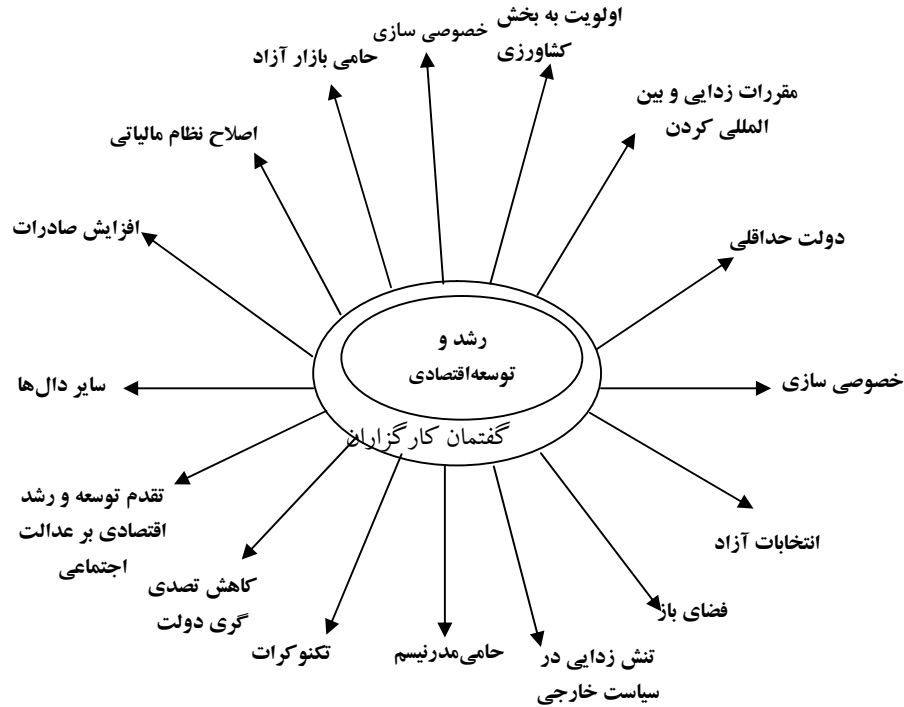 اولویت به بخش
کشاورزی
خصوصی سازی
حامی بازار آزاد
مقررات زدایی و بین
المللی کردن
اصلاح نظام مالیاتی
افزایش صادرات
دولت حداقلی
رشد و
توسعه‌اقتصادی
سایر دال‌ها
خصوصی سازی
گفتمان کارگزاران
تقدم توسعه و رشد
اقتصادی بر عدالت
اجتماعی
انتخابات آزاد
کاهش تصدی
گری دولت
فضای باز
تکنوکرات
حامی‌مدرنیسم
تنش زدایی در
سیاست خارجی